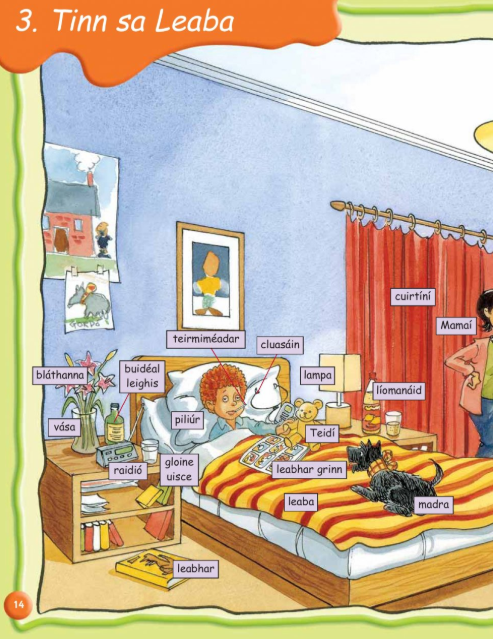 3. Tinn sa Leaba
cuirtíní
Mamaí
teirmiméadar
cluasáin
bláthanna
buidéal
leighis
lampa
líomanáid
vása
piliúr
Teidí
raidió
gloine
uisce
leabhar grinn
leaba
madra
leabhar
14